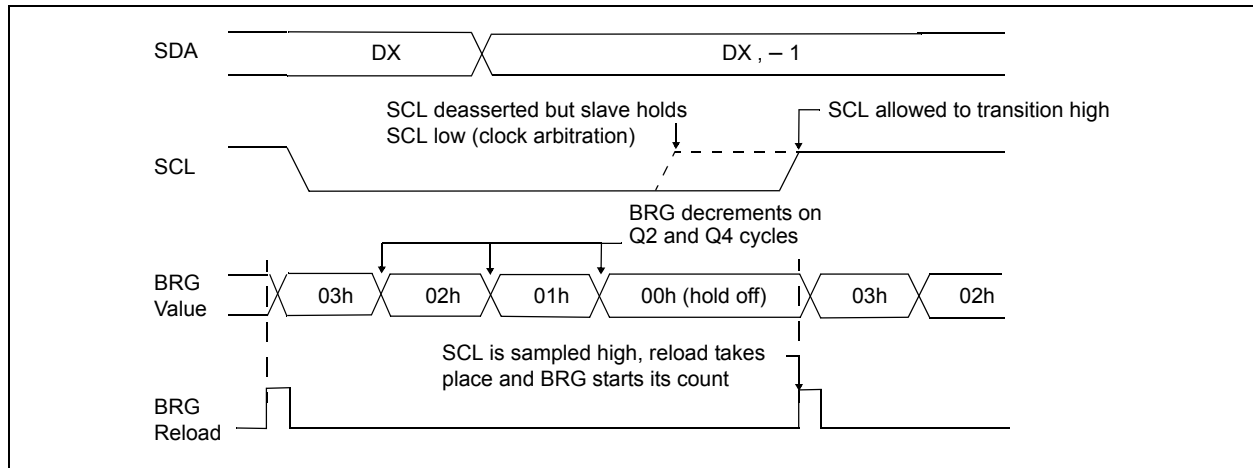 SDA
DX
DX , – 1
SCL deasserted but slave holds
SCL low (clock arbitration)
SCL allowed to transition high
SCL
BRG decrements on
Q2 and Q4 cycles
BRG
Value
03h
02h
01h
00h (hold off)
03h
02h
SCL is sampled high, reload takes
place and BRG starts its count
BRG
Reload